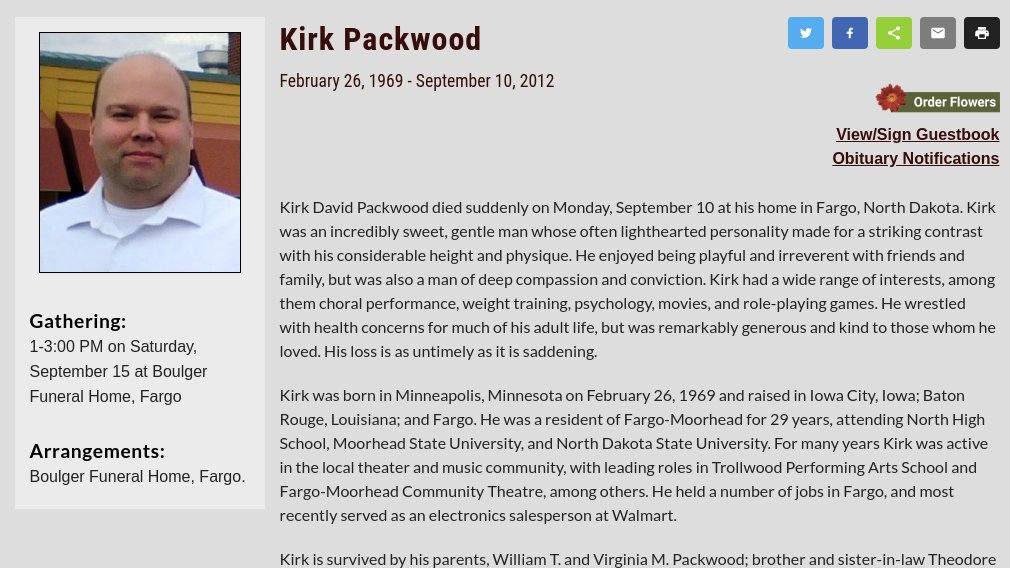 Kirk Packwood
February 26, 1969 - September 10, 2012
Order Flowers
View/Sign Guestbook
Obituary Notifications
Gathering:
1-3:00 PM on Saturday,
September 15 at Boulger
Funeral Home, Fargo
Arrangements:
Boulger Funeral Home, Fargo.
Kirk David Packwood died suddenly on Monday, September 10 at his home in Fargo, North Dakota. Kirk
was an incredibly sweet, gentle man whose often lighthearted personality made for a striking contrast
with his considerable height and physique. He enjoyed being playful and irreverent with friends and
family, but was also a man of deep compassion and conviction. Kirk had a wide range of interests, among
them choral performance, weight training, psychology, movies, and role-playing games. He wrestled
with health concerns for much of his adult life, but was remarkably generous and kind to those whom he
loved. His loss is as untimely as it is saddening.
Kirk was born in Minneapolis, Minnesota on February 26, 1969 and raised in Iowa City, Iowa; Baton
Rouge, Louisiana; and Fargo. He was a resident of Fargo-Moorhead for 29 years, attending North High
School, Moorhead State University, and North Dakota State University. For many years Kirk was active
in the local theater and music community, with leading roles in Trollwood Performing Arts School and
Fargo-Moorhead Community Theatre, among others. He held a number of jobs in Fargo, and most
recently served as an electronics salesperson at Walmart.
Kirk is survived by his parents, William T. and Virginia M. Packwood; brother and sister-in-law Theodore